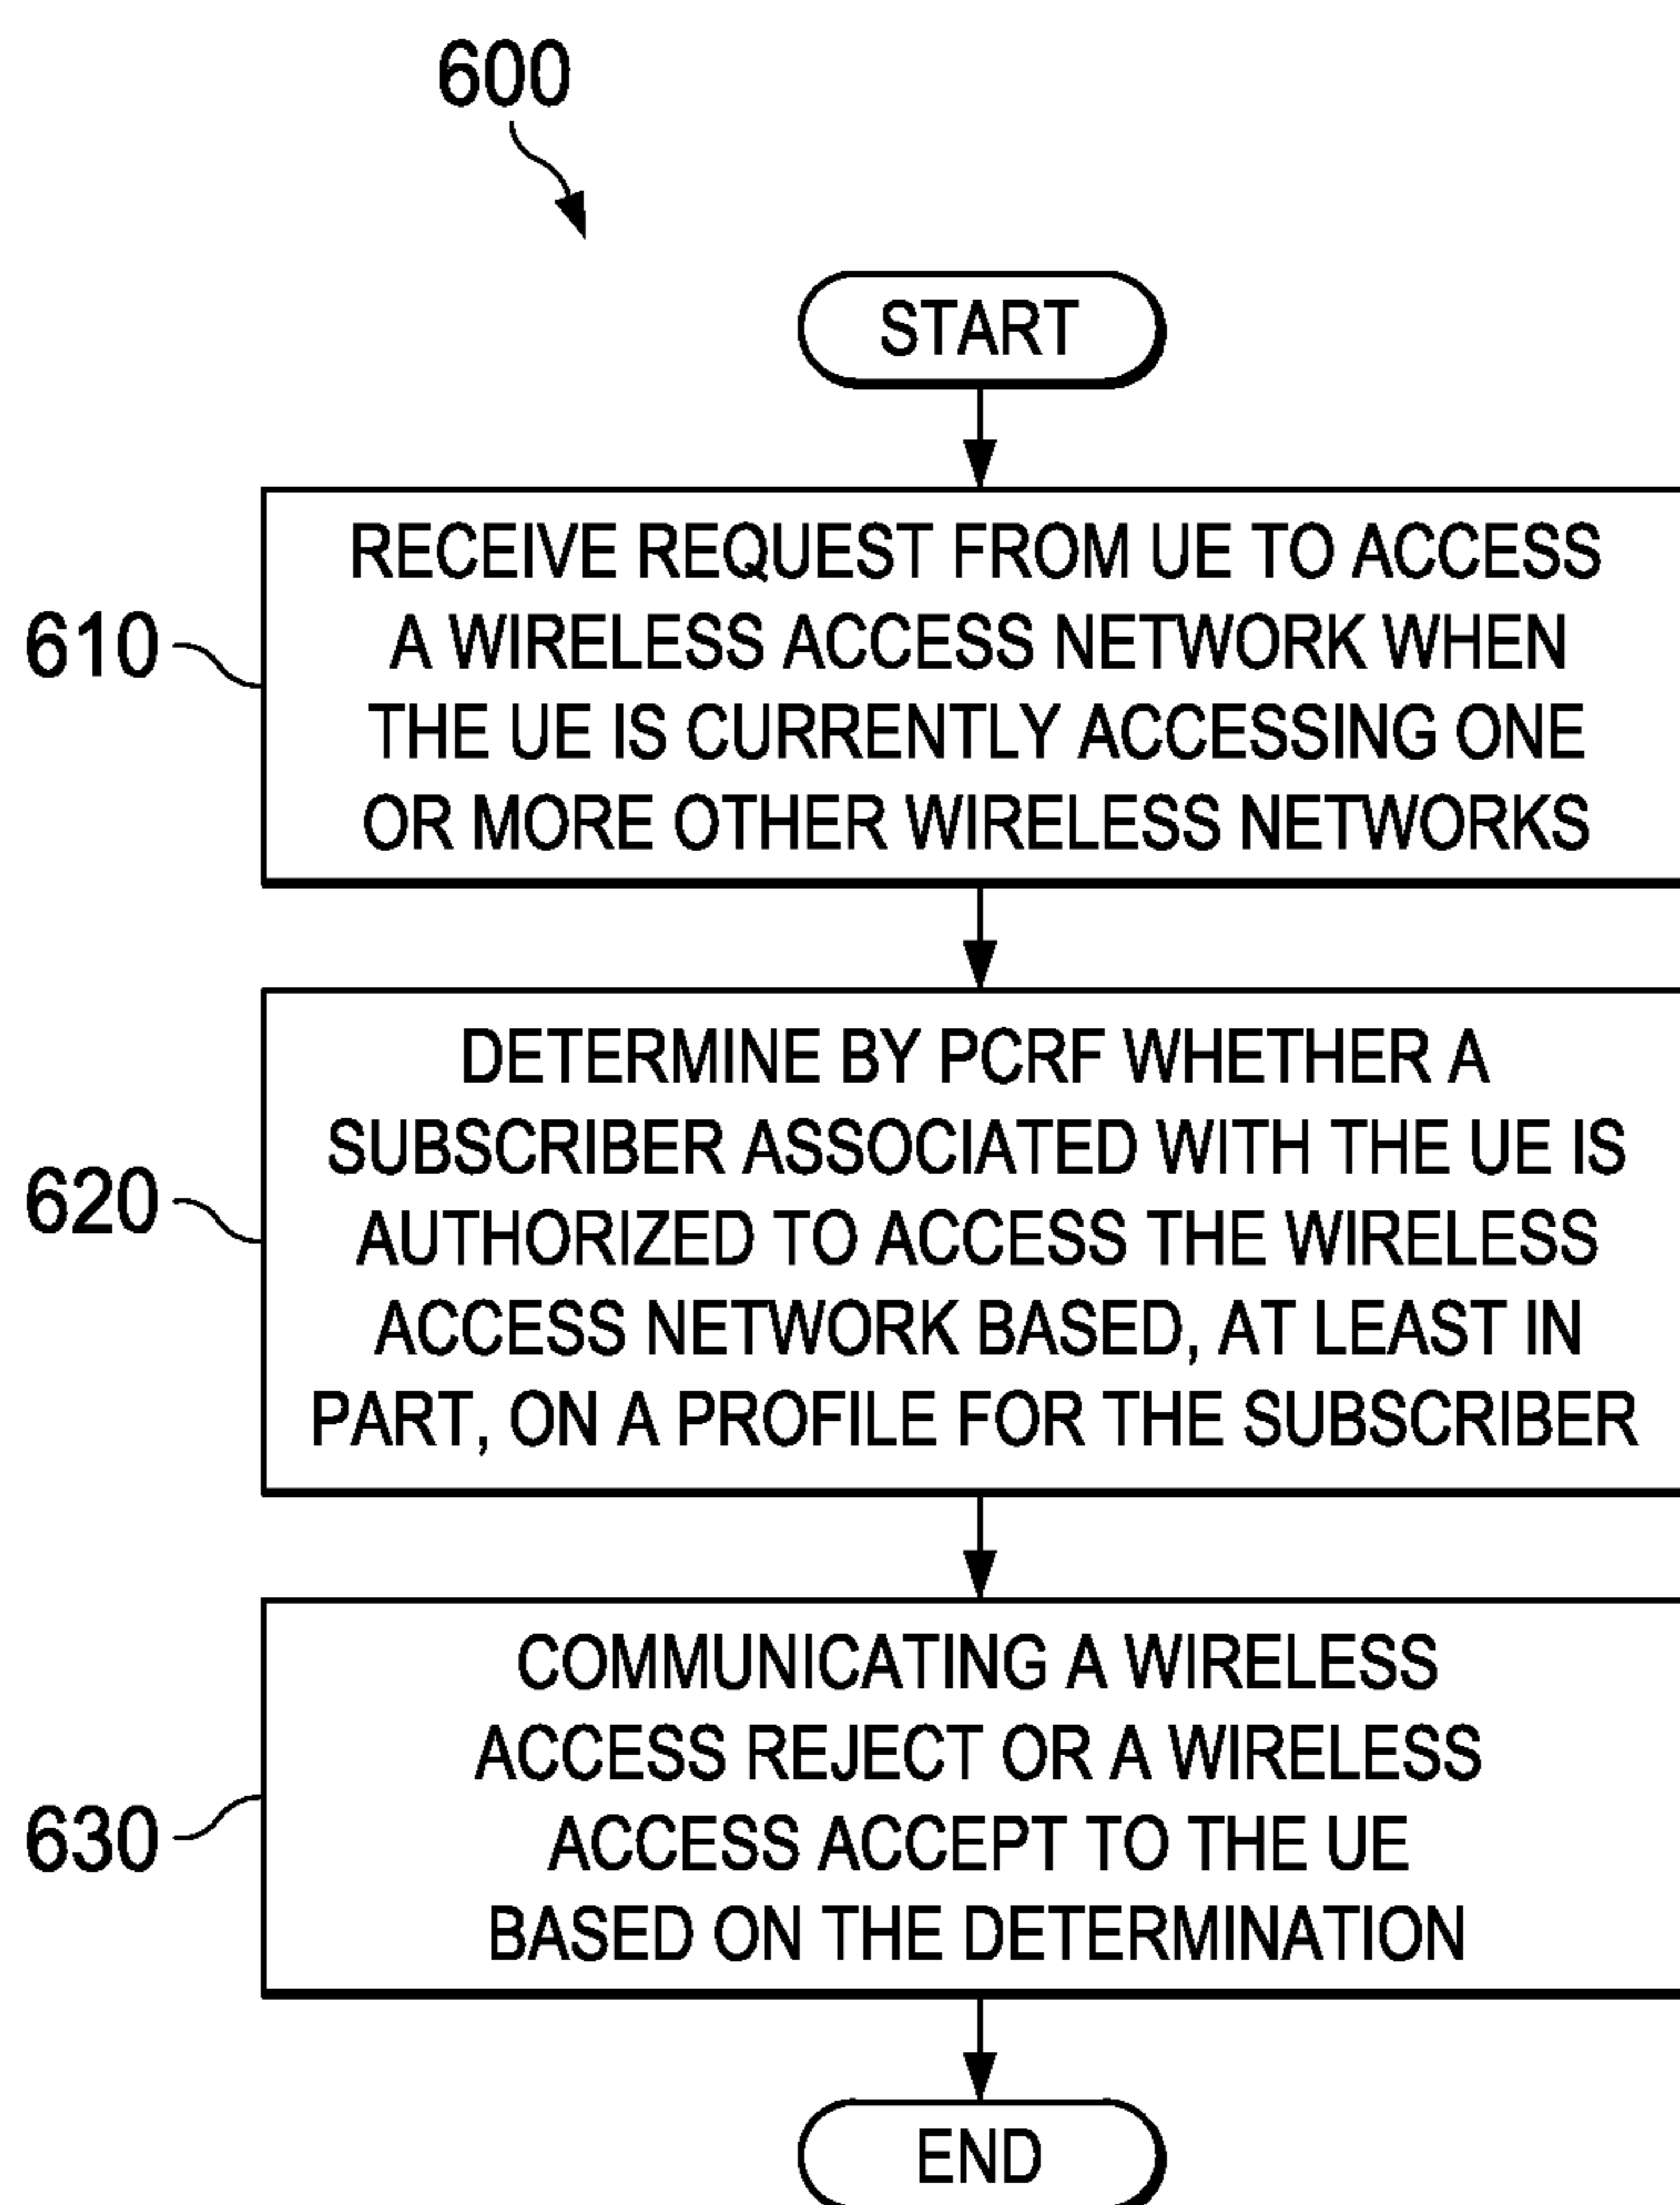 600
START
610
RECEIVE REQUEST FROM UE TO ACCESS
A WIRELESS ACCESS NETWORK WHEN
THE UE IS CURRENTLY ACCESSING ONE
OR MORE OTHER WIRELESS NETWORKS
620
DETERMINE BY PCRF WHETHER A
SUBSCRIBER ASSOCIATED WITH THE UE IS
AUTHORIZED TO ACCESS THE WIRELESS
ACCESS NETWORK BASED, AT LEAST IN
PART, ON A PROFILE FOR THE SUBSCRIBER
630
COMMUNICATING A WIRELESS
ACCESS REJECT OR A WIRELESS
ACCESS ACCEPT TO THE UE
BASED ON THE DETERMINATION
END